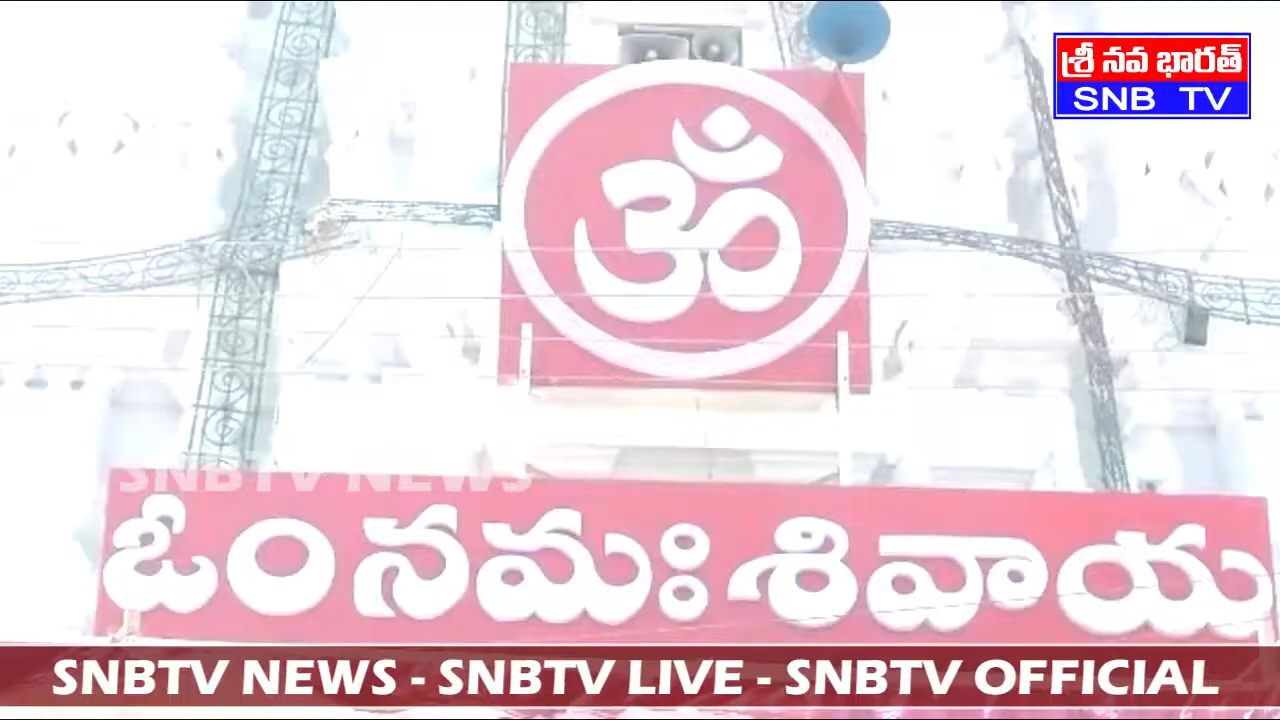 శ్రీ నవ భారత్
SNB TV
ॐ
SNBTV NEWS
ఓం నమః శివాయ
SNBTV NEWS - SNBTV LIVE - SNBTV OFFICIAL